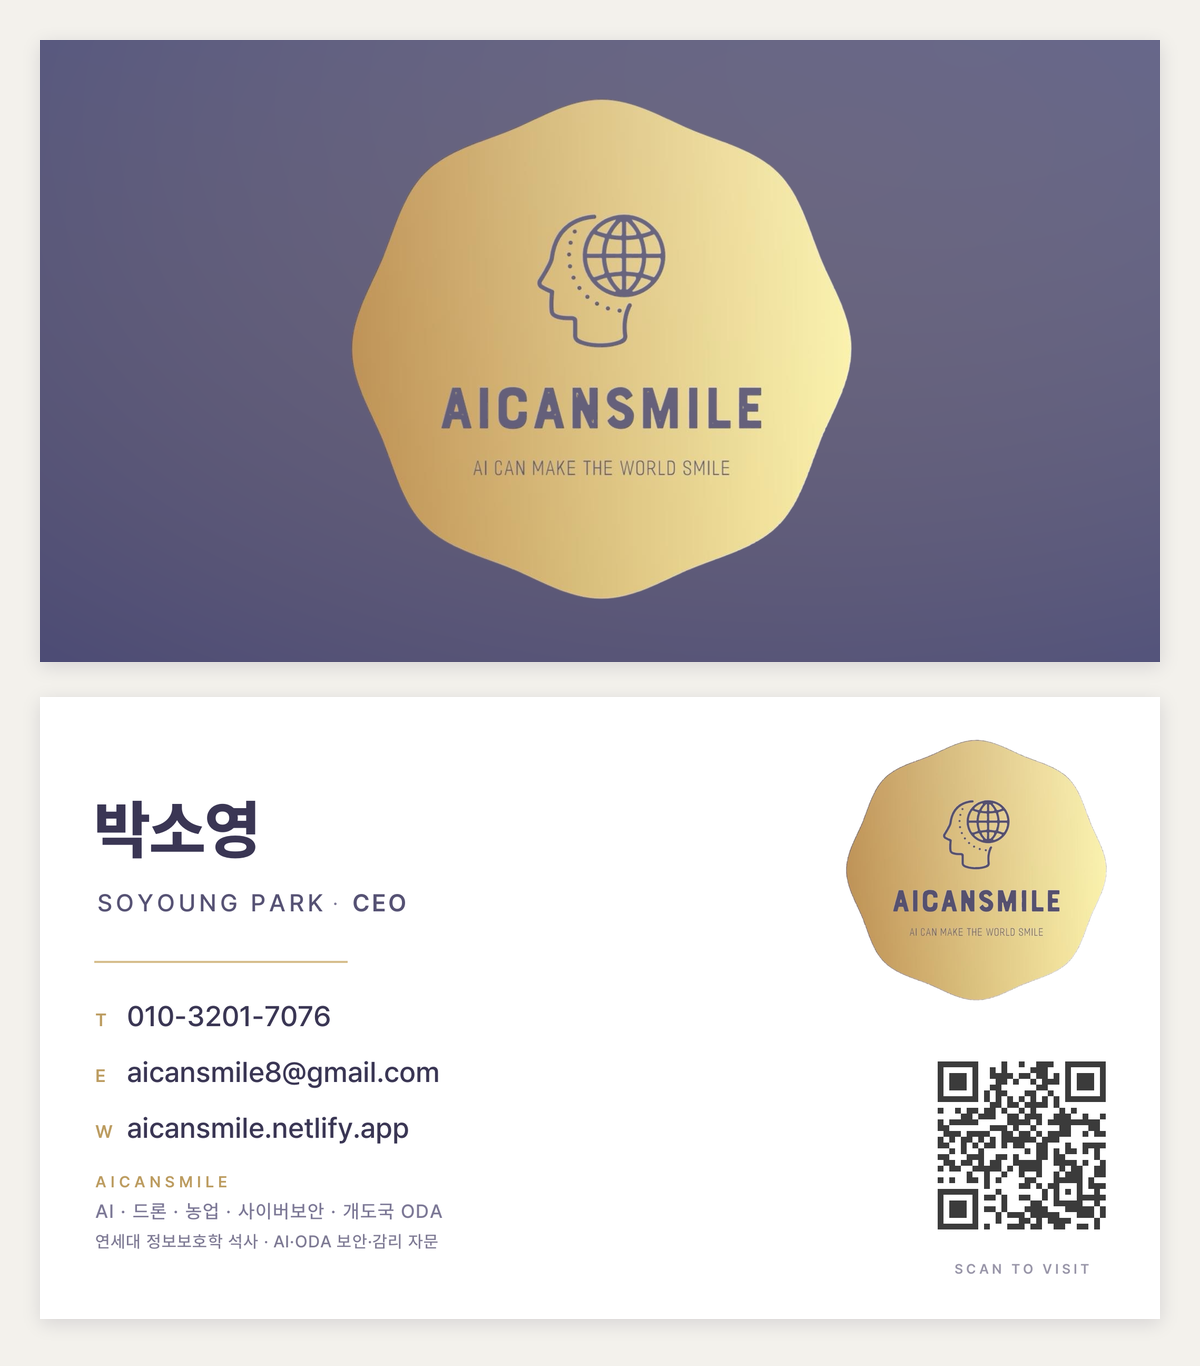 AICANSMILE
AI CAN MAKE THE WORLD SMILE
박소영
SOYOUNG PARK · CEO
T 010-3201-7076
E aicansmile8@gmail.com
W aicansmile.netlify.app
AICANSMILE
AI · 드론 · 농업 · 사이버보안 · 개도국 ODA
연세대 정보보호학 석사 · AI·ODA 보안·감리 자문
AICANSMILE
AI CAN MAKE THE WORLD SMILE
SCAN TO VISIT